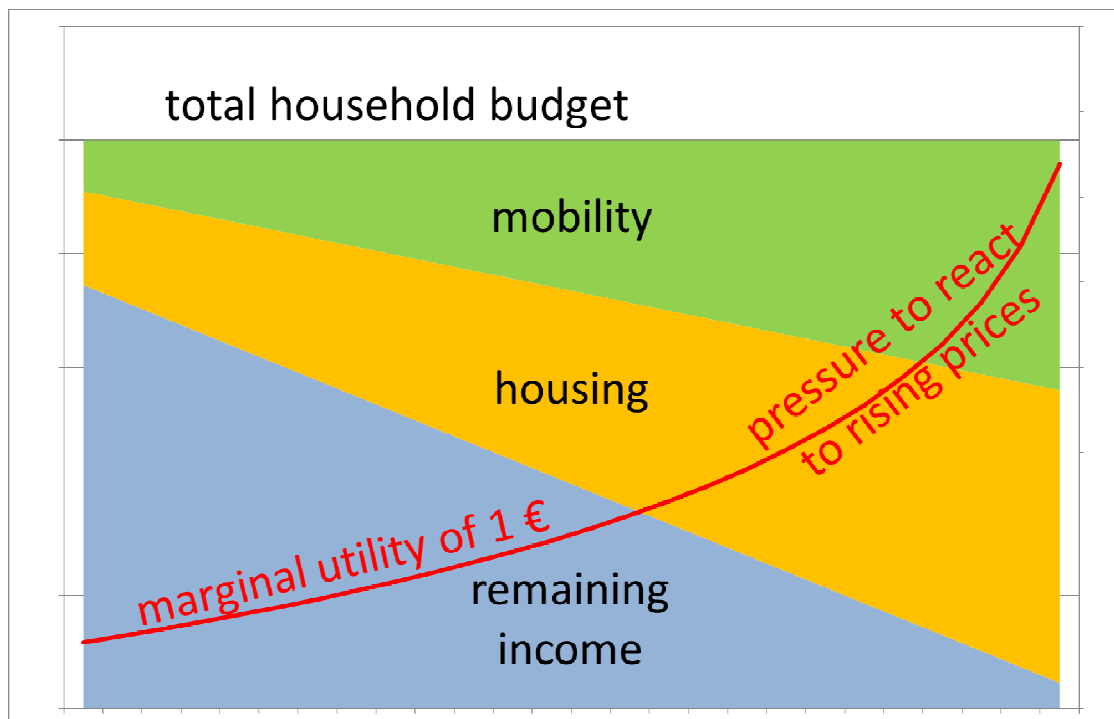 total household budget
mobility
housing
pressure to react
to rising prices
marginal utility of 1 €
remaining
income